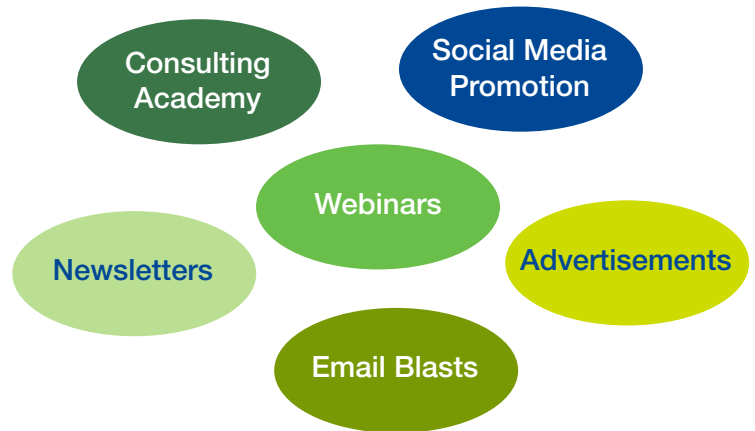 Consulting
Academy
Social Media
Promotion
Webinars
Newsletters
Advertisements
Email Blasts